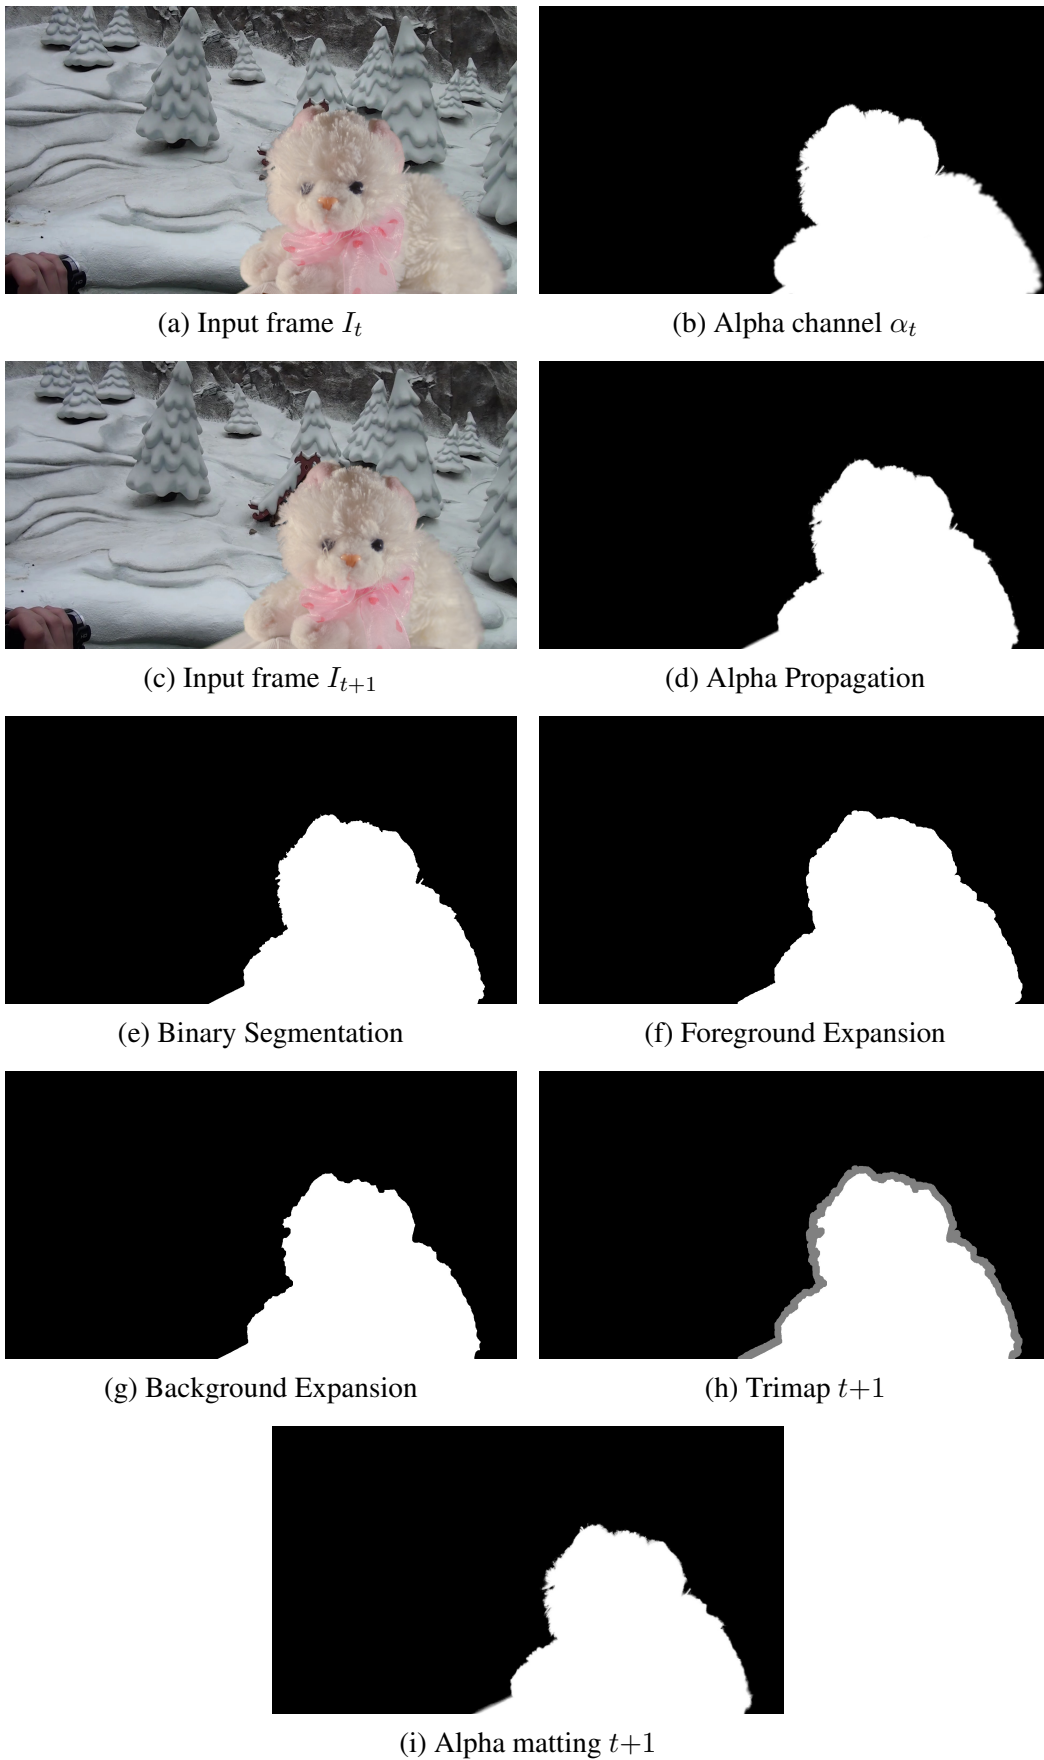 (a) Input frame I_t
(b) Alpha channel α_t
(c) Input frame I_{t+1}
(d) Alpha Propagation
(e) Binary Segmentation
(f) Foreground Expansion
(g) Background Expansion
(h) Trimap t+1
(i) Alpha matting t+1